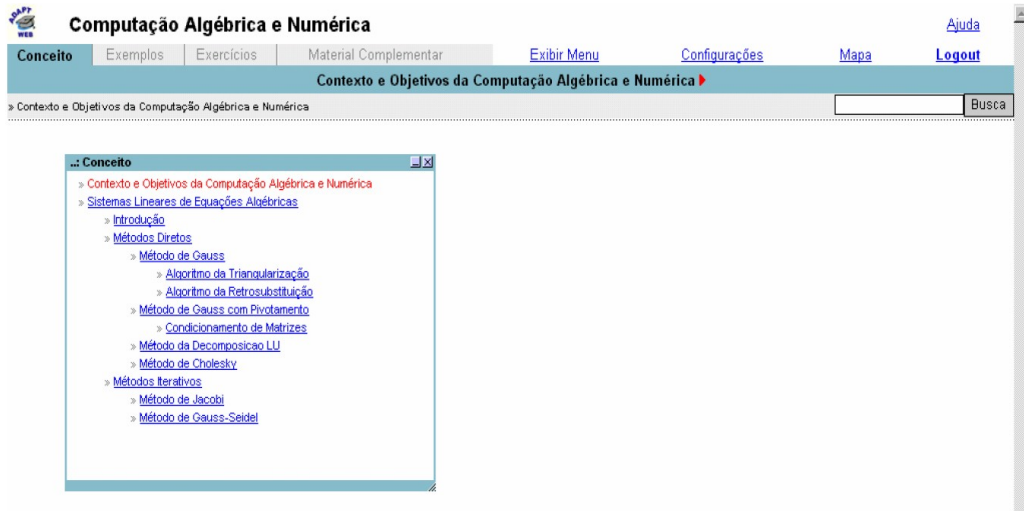 ADAPT
WEB
Computação Algébrica e Numérica
Ajuda
Conceito Exemplos Exercícios Material Complementar Exibir Menu Configurações Mapa Logout
Contexto e Objetivos da Computação Algébrica e Numérica
» Contexto e Objetivos da Computação Algébrica e Numérica Busca
..: Conceito
» Contexto e Objetivos da Computação Algébrica e Numérica
» Sistemas Lineares de Equações Algébricas
» Introdução
» Métodos Diretos
» Método de Gauss
» Algoritmo da Triangularização
» Algoritmo da Retrosubstituição
» Método de Gauss com Pivotamento
» Condicionamento de Matrizes
» Método da Decomposicao LU
» Método de Cholesky
» Métodos Iterativos
» Método de Jacobi
» Método de Gauss-Seidel